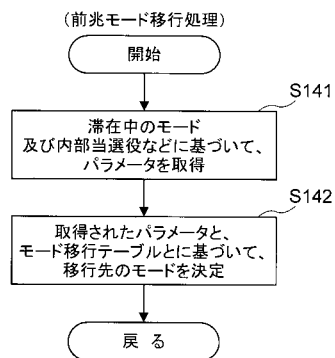 (前兆モード移行処理)
開始
S141
滞在中のモード
及び内部当選役などに基づいて、
パラメータを取得
S142
取得されたパラメータと、
モード移行テーブルとに基づいて、
移行先のモードを決定
戻 る